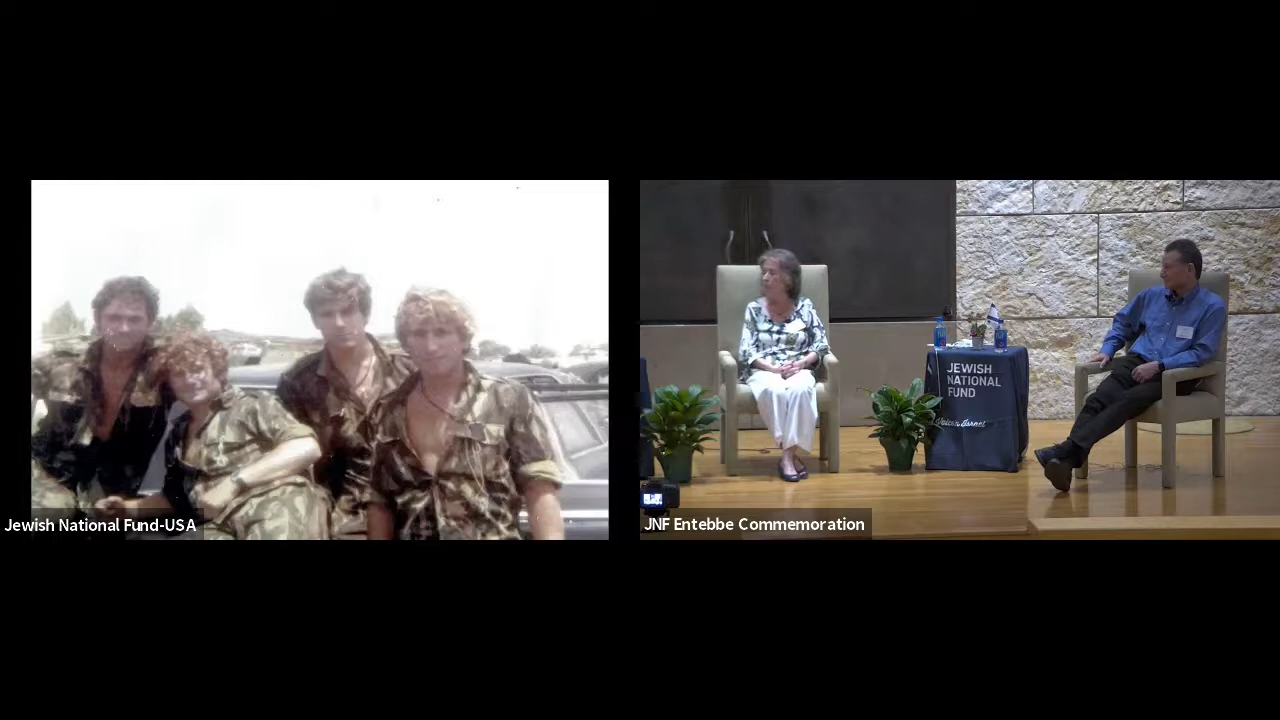 Jewish National Fund-USA
JEWISH
NATIONAL
FUND
JNF Entebbe Commemoration